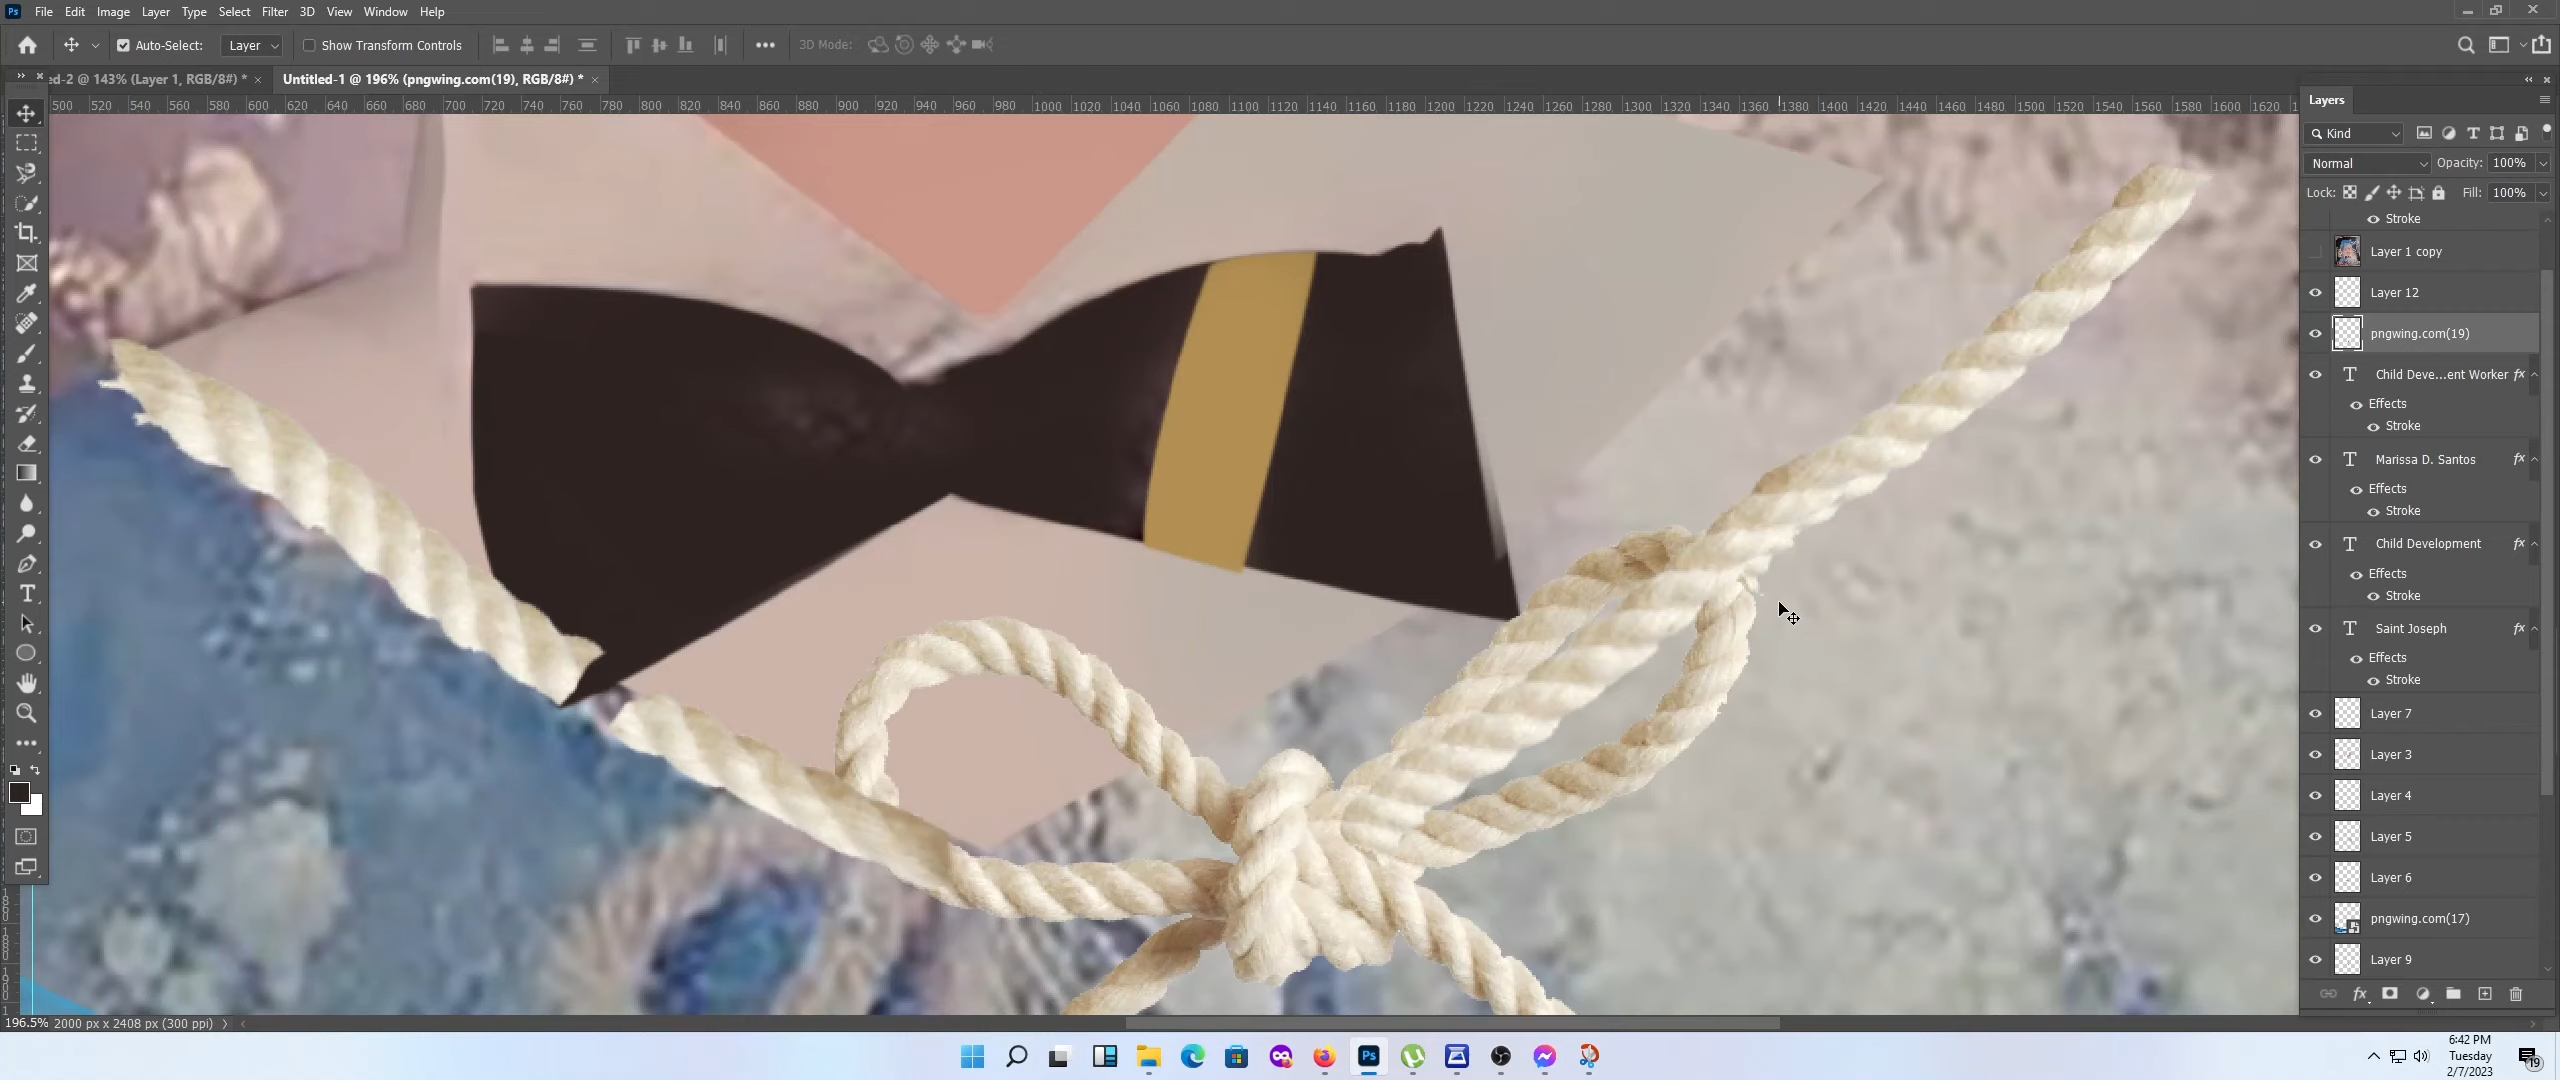 Ps File Edit Image Layer Type Select Filter 3D View Window Help
Auto-Select: Layer Show Transform Controls 3D Mode:
ed-2 @ 143% (Layer 1, RGB/8#) * × Untitled-1 @ 196% (pngwing.com(19), RGB/8#) * ×
500 520 540 560 580 600 620 640 660 680 700 720 740 760 780 800 820 840 860 880 900 920 940 960 980 1000 1020 1040 1060 1080 1100 1120 1140 1160 1180 1200 1220 1240 1260 1280 1300 1320 1340 1360 1380 1400 1420 1440 1460 1480 1500 1520 1540 1560 1580 1600 1620
Layers
Kind
Normal Opacity: 100%
Lock: Fill: 100%
Stroke
Layer 1 copy
Layer 12
pngwing.com(19)
T Child Deve...ent Worker fx
Effects
Stroke
T Marissa D. Santos fx
Effects
Stroke
T Child Development fx
Effects
Stroke
T Saint Joseph fx
Effects
Stroke
Layer 7
Layer 3
Layer 4
Layer 5
Layer 6
pngwing.com(17)
Layer 9
fx
196.5% 2000 px x 2408 px (300 ppi)
Ps
6:42 PM
Tuesday
2/7/2023
19